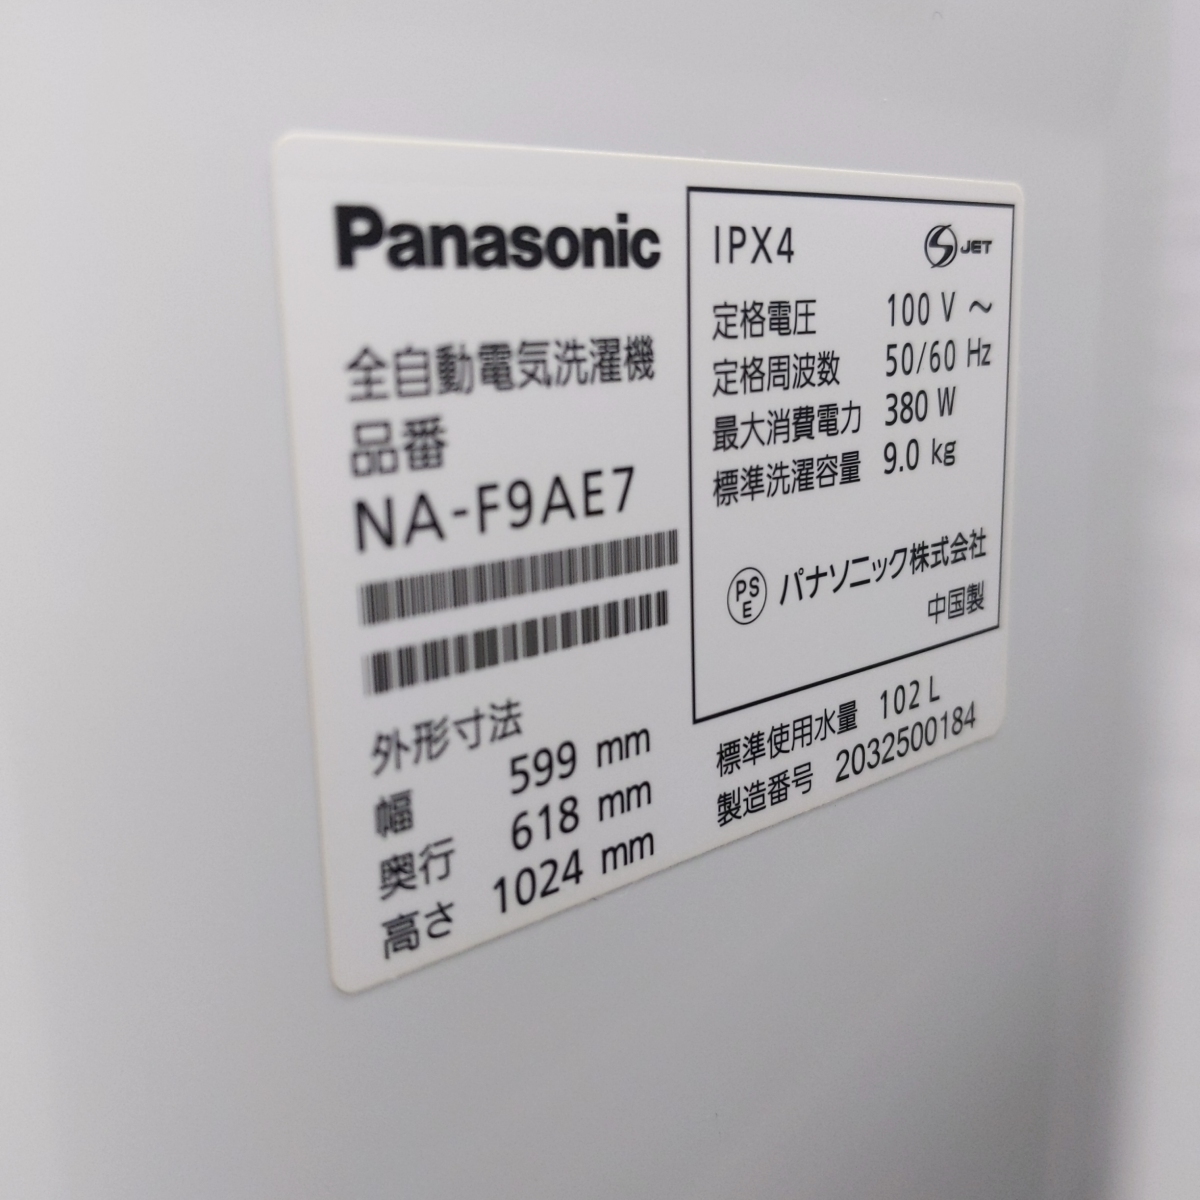 Panasonic
全自動電気洗濯機
品番
NA-F9AE7
外形寸法
幅 599 mm
奥行 618 mm
高さ 1024 mm
IPX4 S JET
定格電圧 100 V ～
定格周波数 50/60 Hz
最大消費電力 380 W
標準洗濯容量 9.0 kg
PS E パナソニック株式会社
中国製
標準使用水量 102 L
製造番号 2032500184